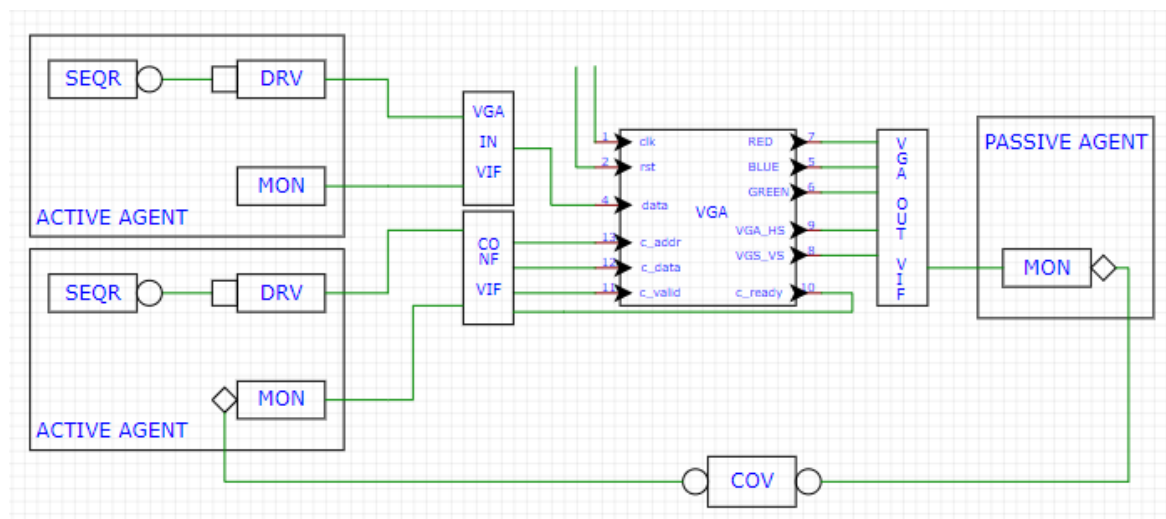 SEQR
DRV
MON
ACTIVE AGENT
SEQR
DRV
MON
ACTIVE AGENT
VGA
IN
VIF
CO
NF
VIF
1
clk
2
rst
4
data
13
c_addr
12
c_data
11
c_valid
VGA
RED
7
BLUE
5
GREEN
6
VGA_HS
9
VGS_VS
8
c_ready
10
V
G
A
O
U
T
V
I
F
PASSIVE AGENT
MON
COV